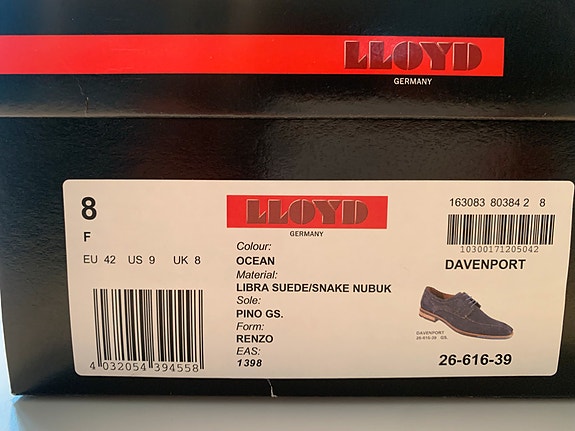 LLOYD
GERMANY
8
F
EU 42 US 9 UK 8
4 032054 394558
LLOYD
GERMANY
Colour:
OCEAN
Material:
LIBRA SUEDE/SNAKE NUBUK
Sole:
PINO GS.
Form:
RENZO
EAS:
1398
163083 80384 2 8
10300171205042
DAVENPORT
DAVENPORT
26-616-39 GS.
26-616-39